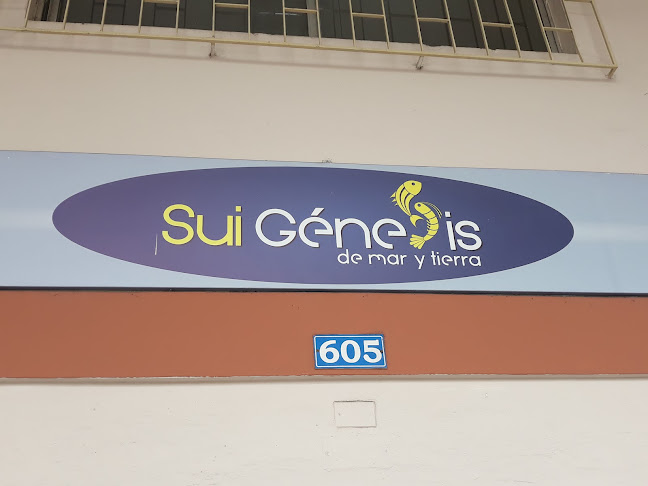 Sui Génesis
de mar y tierra
605